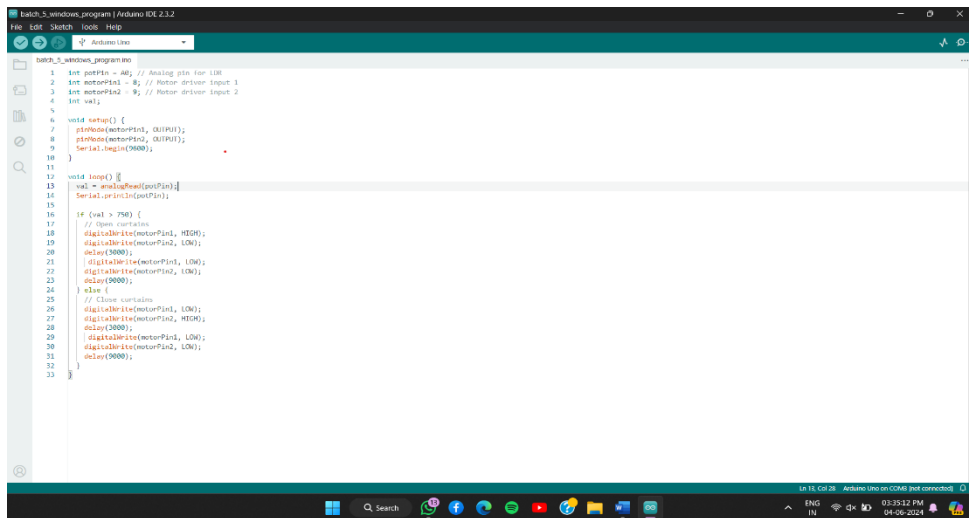 batch_5_windows_program | Arduino IDE 2.3.2
File Edit Sketch Tools Help
Arduino Uno
batch_5_windows_program.ino
1 int potPin = A0; // Analog pin for LDR
2 int motorPin1 = 8; // Motor driver input 1
3 int motorPin2 = 9; // Motor driver input 2
4 int val;
5
6 void setup() {
7 pinMode(motorPin1, OUTPUT);
8 pinMode(motorPin2, OUTPUT);
9 Serial.begin(9600);
10 }
11
12 void loop() {
13 val = analogRead(potPin);
14 Serial.println(potPin);
15
16 if (val > 750) {
17 // Open curtains
18 digitalWrite(motorPin1, HIGH);
19 digitalWrite(motorPin2, LOW);
20 delay(3000);
21 digitalWrite(motorPin1, LOW);
22 digitalWrite(motorPin2, LOW);
23 delay(9000);
24 } else {
25 // Close curtains
26 digitalWrite(motorPin1, LOW);
27 digitalWrite(motorPin2, HIGH);
28 delay(3000);
29 digitalWrite(motorPin1, LOW);
30 digitalWrite(motorPin2, LOW);
31 delay(9000);
32 }
33 }
Ln 13, Col 28 Arduino Uno on COM8 [not connected]
Search
ENG
IN
03:35:12 PM
04-06-2024